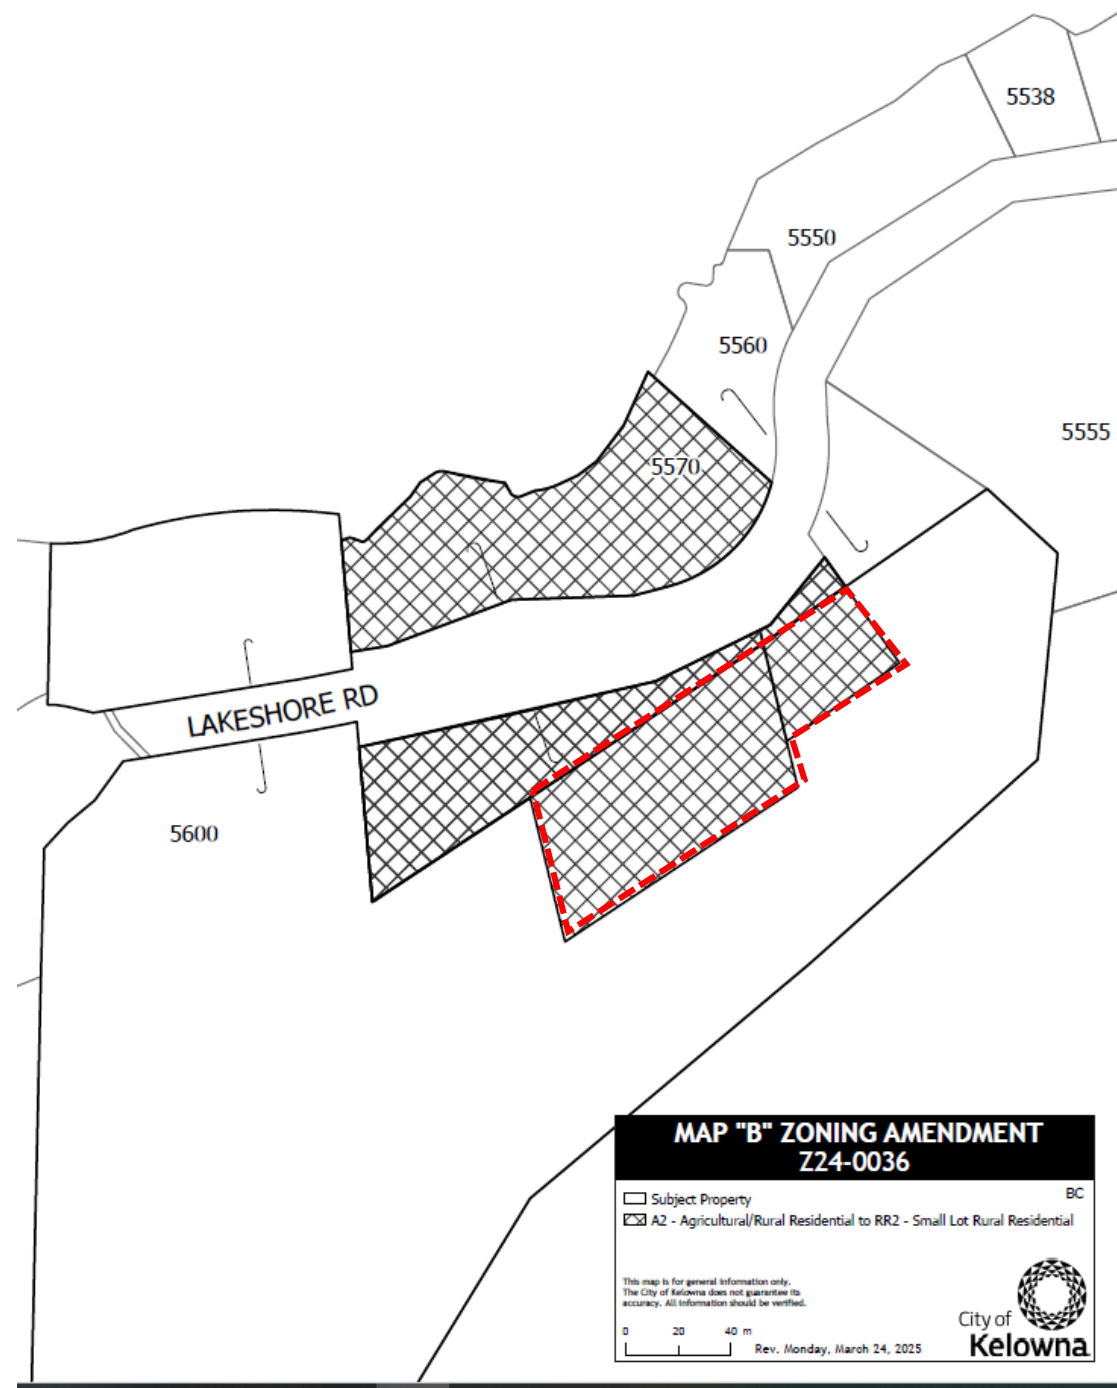 5538
5550
5560
5555
5570
LAKESHORE RD
5600
MAP "B" ZONING AMENDMENT
Z24-0036
BC
Subject Property
A2 - Agricultural/Rural Residential to RR2 - Small Lot Rural Residential
This map is for general information only.
The City of Kelowna does not guarantee its
accuracy. All information should be verified.
0 20 40 m
Rev. Monday, March 24, 2025
City of
Kelowna